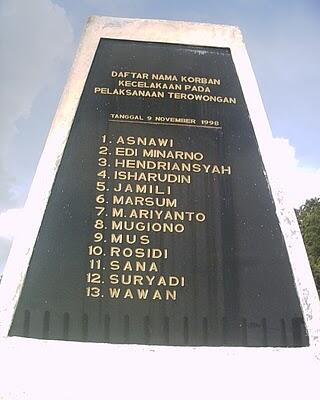 DAFTAR NAMA KORBAN
KECELAKAAN PADA
PELAKSANAAN TEROWONGAN
TANGGAL 9 NOVEMBER 1998
1. ASNAWI
2. EDI MINARNO
3. HENDRIANSYAH
4. ISHARUDIN
5. JAMILI
6. MARSUM
7. M.ARIYANTO
8. MUGIONO
9. MUS
10. ROSIDI
11. SANA
12. SURYADI
13. WAWAN